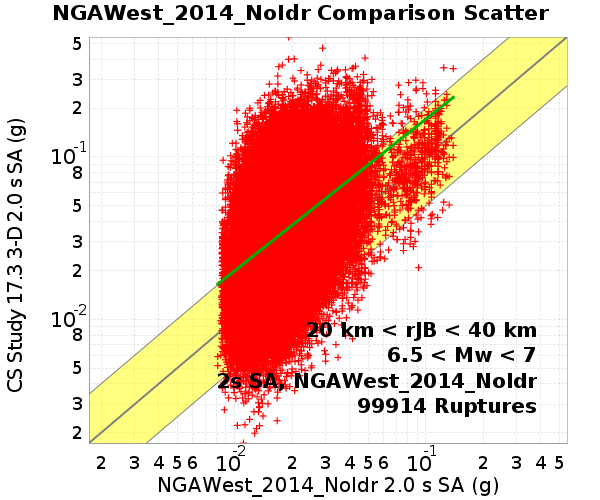 NGAWest_2014_NoIdr Comparison Scatter
CS Study 17.3 3-D 2.0 s SA (g)
5
3
2
10-1
8
5
3
2
10-2
8
5
3
2
20 km < rJB < 40 km
6.5 < Mw < 7
2s SA, NGAWest_2014_NoIdr
99914 Ruptures
2 3 4 5 6 10-2 2 3 4 5 6 10-1 2 3 4 5
NGAWest_2014_NoIdr 2.0 s SA (g)